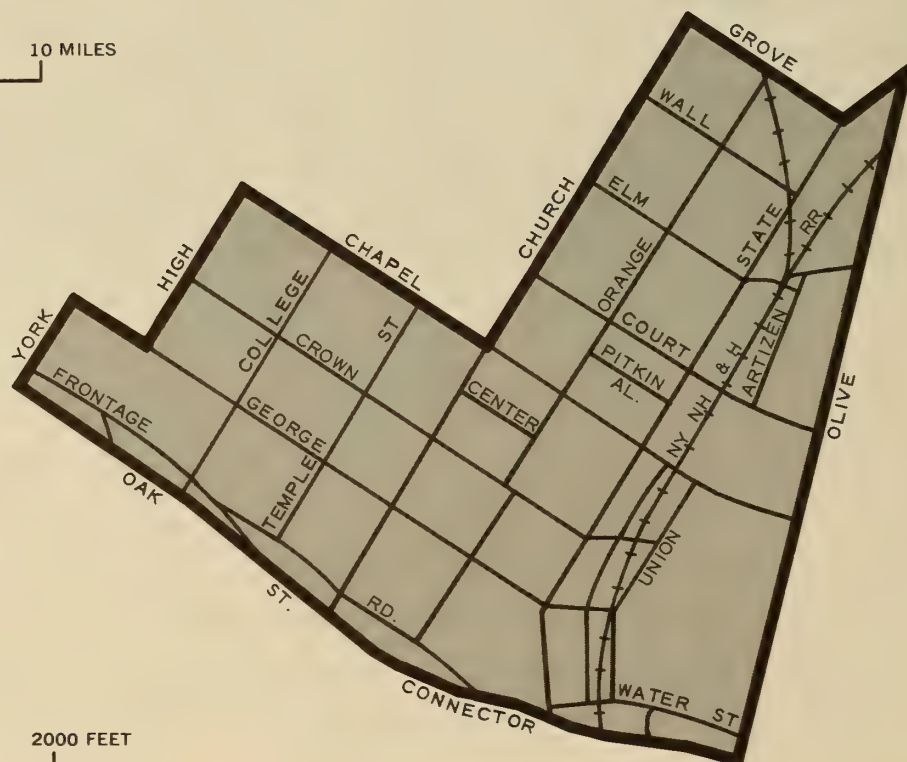 10 MILES
GROVE
WALL
ELM
CHURCH
STATE
RR
ORANGE
HIGH
CHAPEL
COLLEGE
ST
CROWN
COURT
PITKIN
AL.
ARTIZEN
NY NH & H
YORK
FRONTAGE
GEORGE
CENTER
OLIVE
OAK
TEMPLE
UNION
ST.
RD.
CONNECTOR
WATER ST
2000 FEET